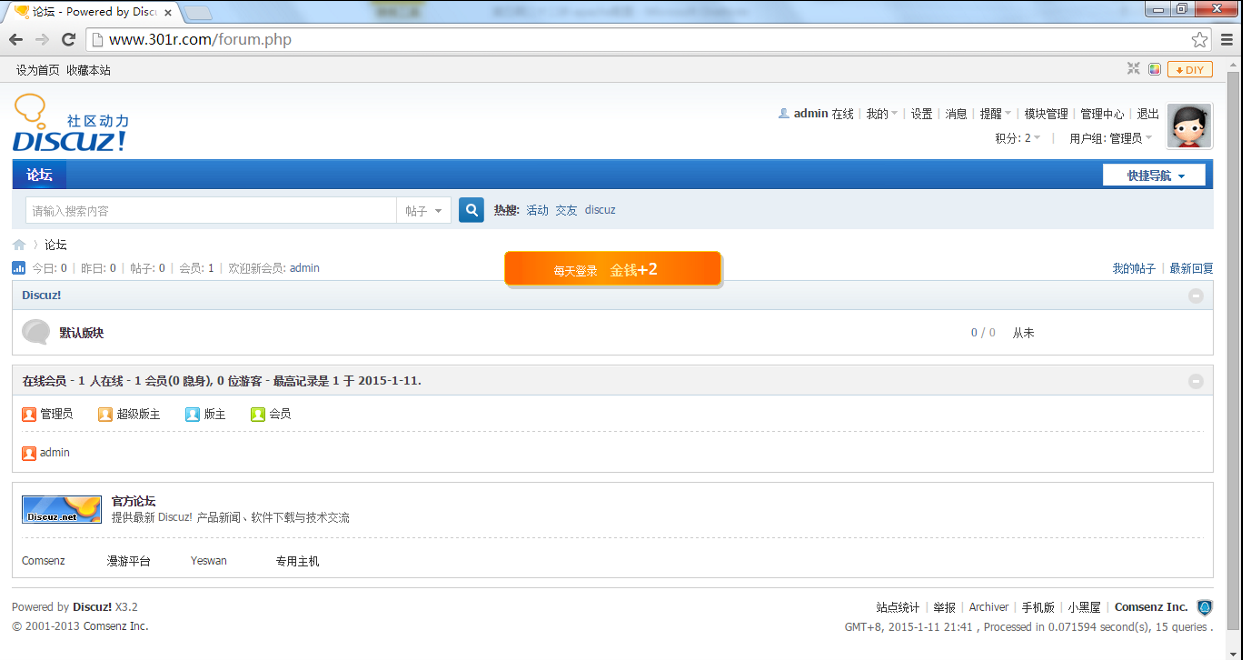 论坛 - Powered by Disc
www.301r.com/forum.php
设为首页 收藏本站
DIY
社区动力
DISCUZ!
admin 在线 | 我的 | 设置 | 消息 | 提醒 | 模块管理 | 管理中心 | 退出
积分: 2 | 用户组: 管理员
论坛
快捷导航
请输入搜索内容 帖子 热搜: 活动 交友 discuz
论坛
今日: 0 | 昨日: 0 | 帖子: 0 | 会员: 1 | 欢迎新会员: admin
每天登录 金钱+2
我的帖子 | 最新回复
Discuz!
默认版块 0 / 0 从未
在线会员 - 1 人在线 - 1 会员(0 隐身), 0 位游客 - 最高记录是 1 于 2015-1-11.
管理员 超级版主 版主 会员
admin
Discuz.net
官方论坛
提供最新 Discuz! 产品新闻、软件下载与技术交流
Comsenz 漫游平台 Yeswan 专用主机
Powered by Discuz! X3.2
站点统计 | 举报 | Archiver | 手机版 | 小黑屋 | Comsenz Inc.
© 2001-2013 Comsenz Inc.
GMT+8, 2015-1-11 21:41 , Processed in 0.071594 second(s), 15 queries .